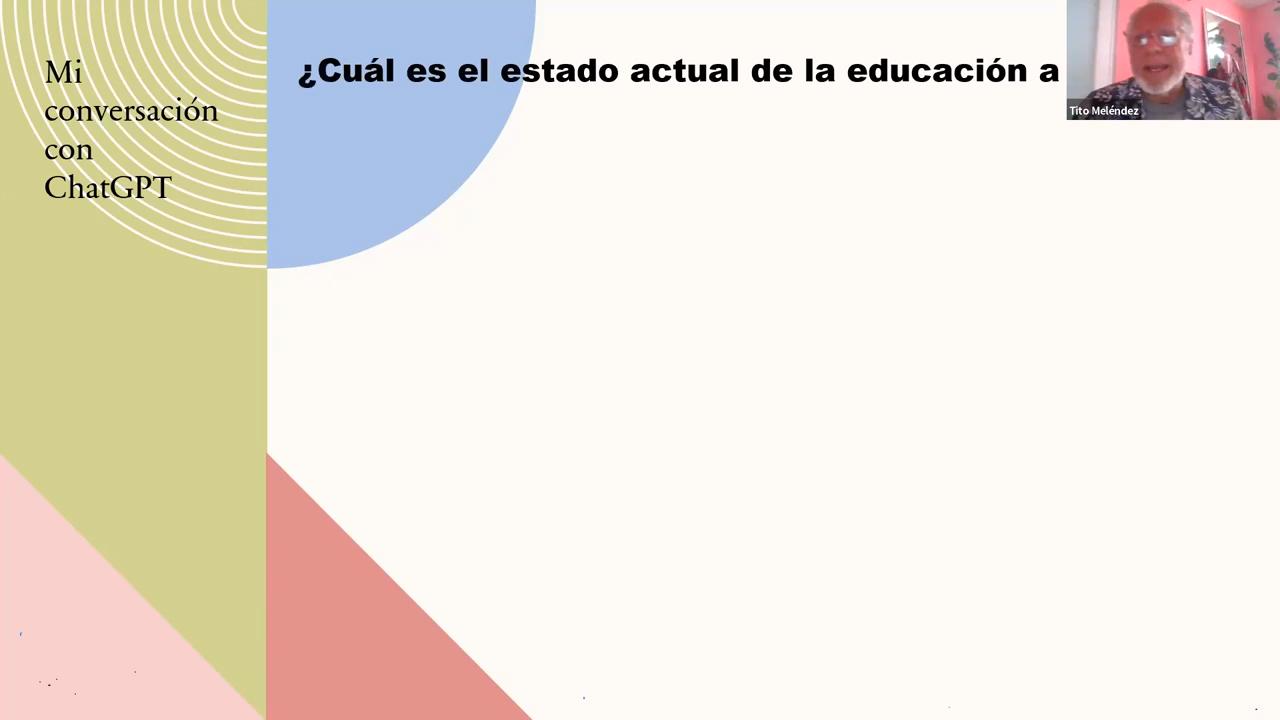 Mi
conversación
con
ChatGPT
¿Cuál es el estado actual de la educación a
Tito Meléndez